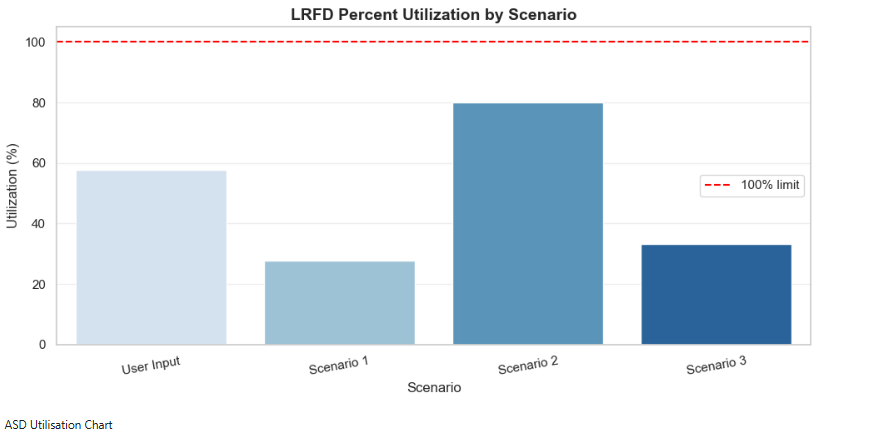 LRFD Percent Utilization by Scenario
100
80
60
40
20
0
Utilization (%)
100% limit
User Input
Scenario 1
Scenario 2
Scenario 3
Scenario
ASD Utilisation Chart